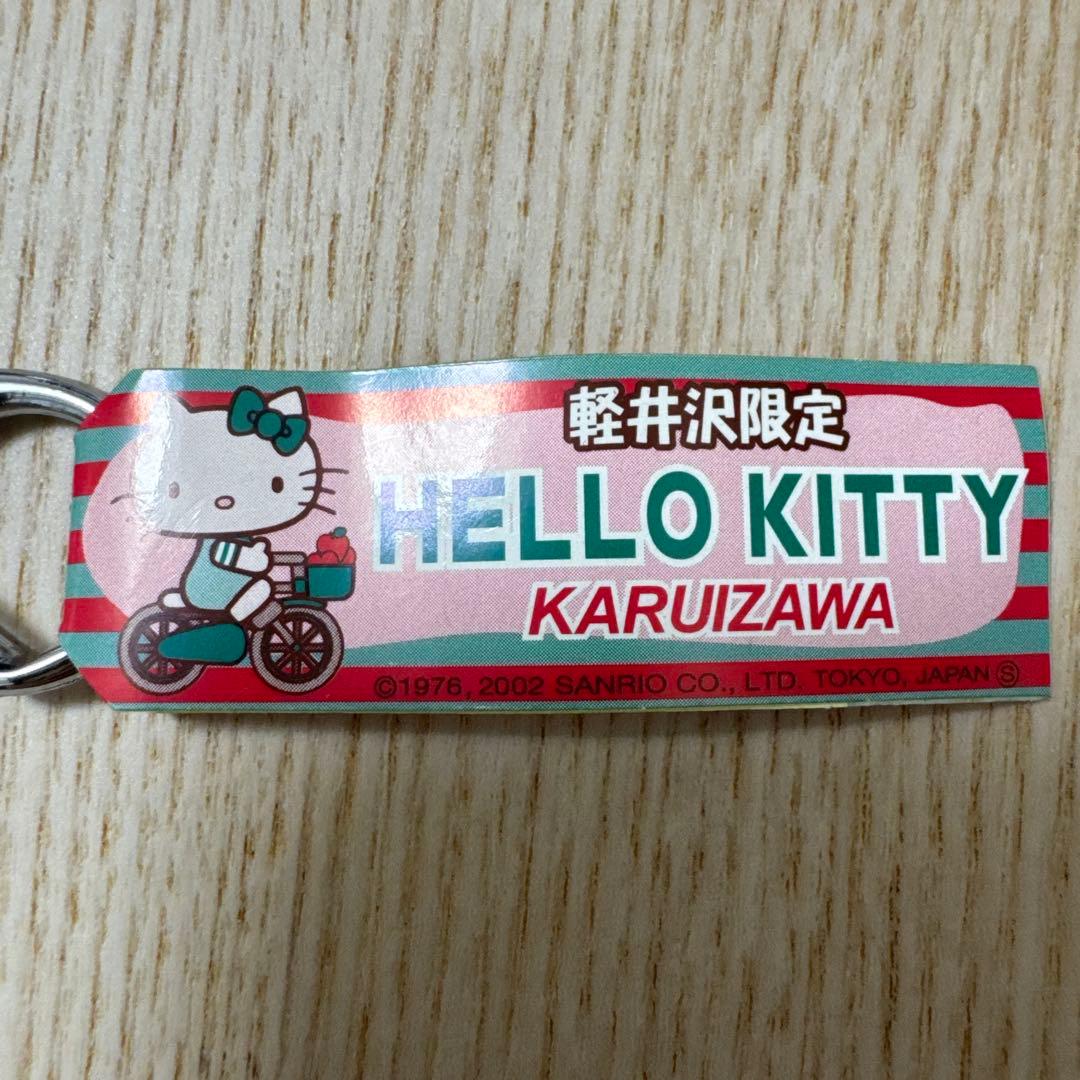 軽井沢限定
HELLO KITTY
KARUIZAWA
©1976, 2002 SANRIO CO., LTD. TOKYO, JAPAN Ⓢ